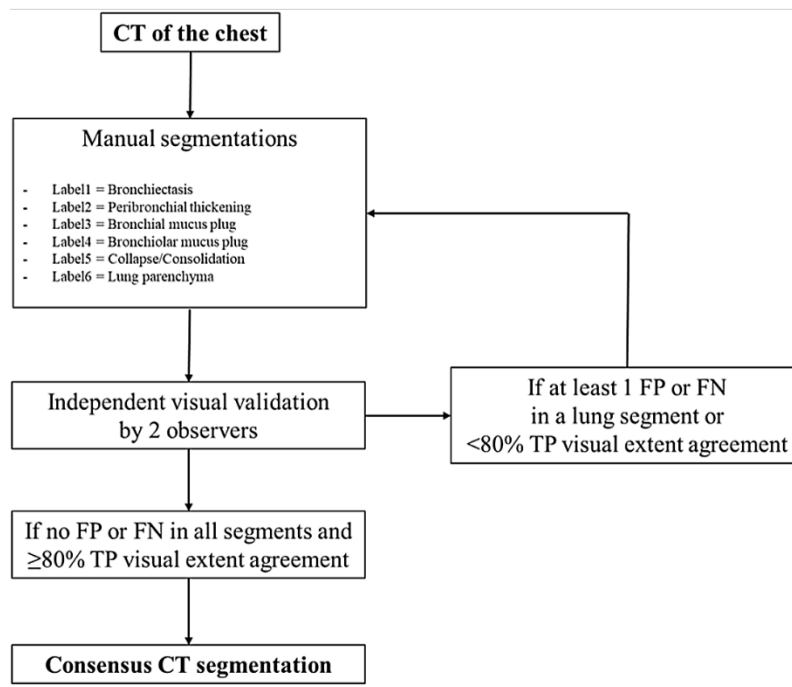 CT of the chest
Manual segmentations
- Label1 = Bronchiectasis
- Label2 = Peribronchial thickening
- Label3 = Bronchial mucus plug
- Label4 = Bronchiolar mucus plug
- Label5 = Collapse/Consolidation
- Label6 = Lung parenchyma
Independent visual validation
by 2 observers
If at least 1 FP or FN
in a lung segment or
<80% TP visual extent agreement
If no FP or FN in all segments and
≥80% TP visual extent agreement
Consensus CT segmentation